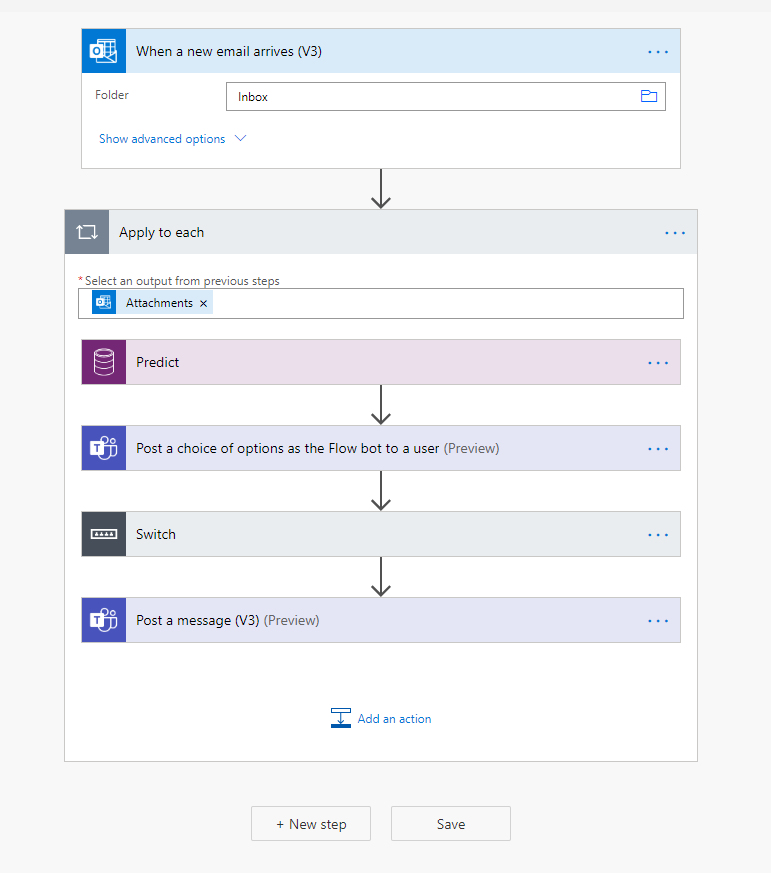 When a new email arrives (V3)
Folder
Inbox
Show advanced options
Apply to each
*Select an output from previous steps
Attachments ×
Predict
Post a choice of options as the Flow bot to a user (Preview)
Switch
Post a message (V3) (Preview)
Add an action
+ New step
Save